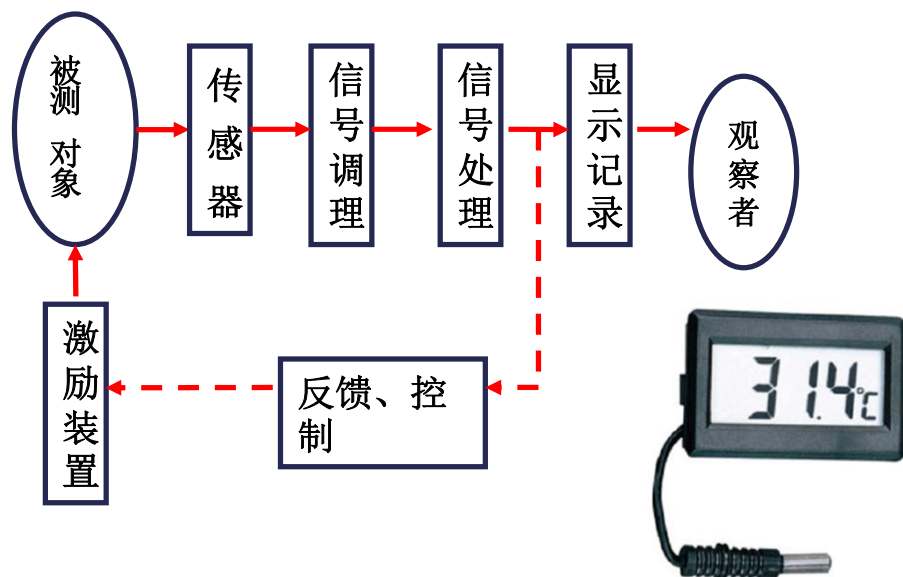 被测 对象
传感器
信号调理
信号处理
显示记录
观察者
激励装置
反馈、控
制
31.4℃